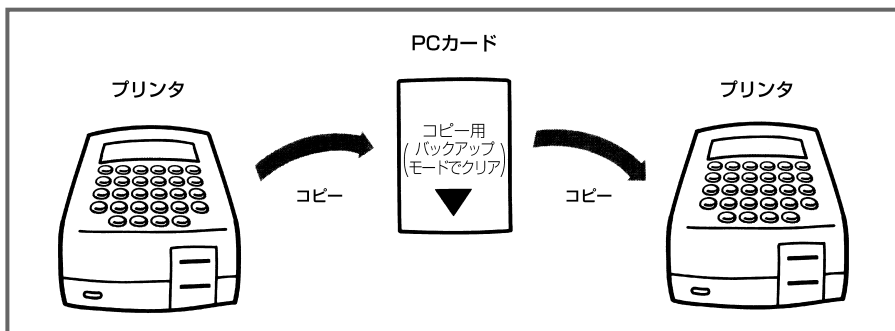 PCカード
プリンタ
プリンタ
コピー用
(バックアップ
モードでクリア)
コピー
コピー